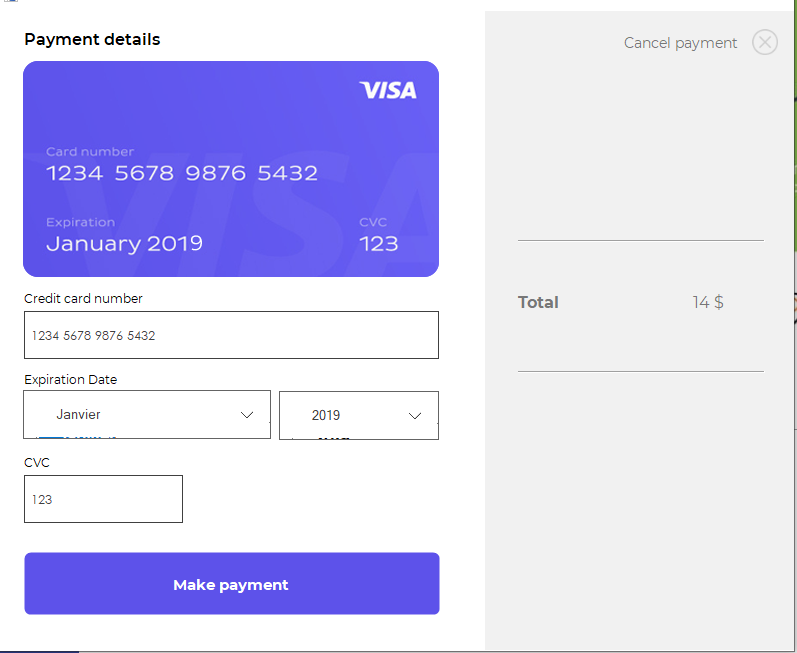 Payment details
VISA
Card number
1234 5678 9876 5432
Expiration
January 2019
CVC
123
Credit card number
1234 5678 9876 5432
Expiration Date
Janvier
2019
CVC
123
Make payment
Cancel payment
Total 14 $